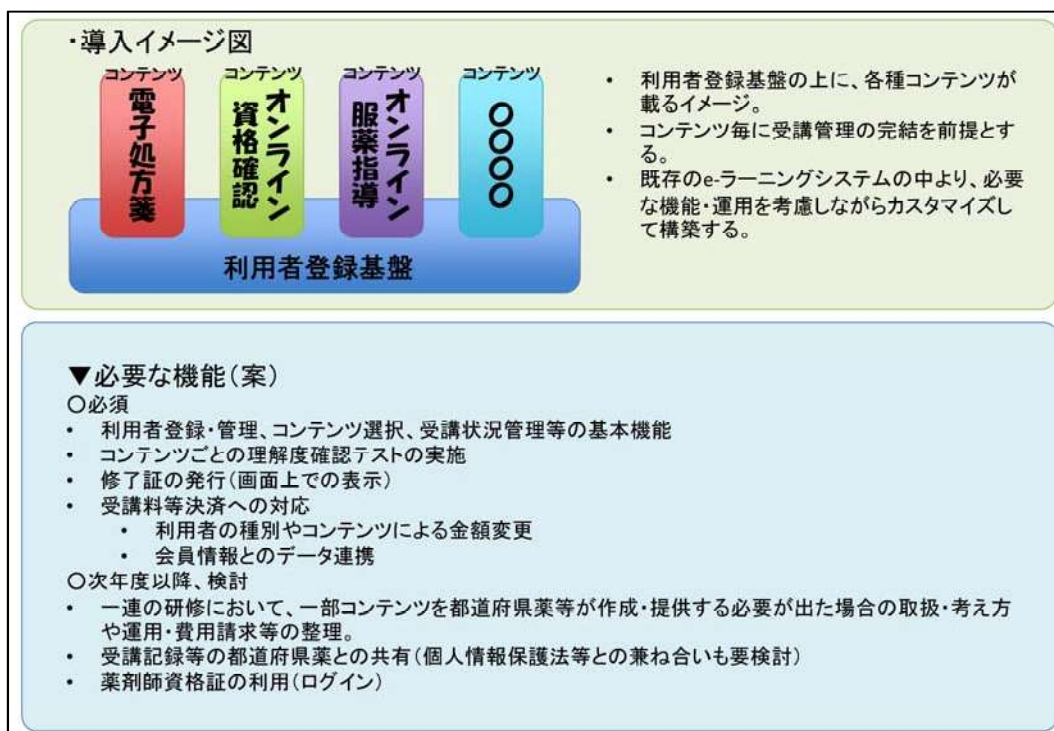 ・導入イメージ図
コンテンツ
電子処方箋
コンテンツ
オンライン
資格確認
コンテンツ
オンライン
服薬指導
コンテンツ
〇〇〇〇
利用者登録基盤
• 利用者登録基盤の上に、各種コンテンツが
載るイメージ。
• コンテンツ毎に受講管理の完結を前提とす
る。
• 既存のe-ラーニングシステムの中より、必要
な機能・運用を考慮しながらカスタマイズし
て構築する。
▼必要な機能(案)
〇必須
• 利用者登録・管理、コンテンツ選択、受講状況管理等の基本機能
• コンテンツごとの理解度確認テストの実施
• 修了証の発行(画面上での表示)
• 受講料等決済への対応
• 利用者の種別やコンテンツによる金額変更
• 会員情報とのデータ連携
〇次年度以降、検討
• 一連の研修において、一部コンテンツを都道府県薬等が作成・提供する必要が出た場合の取扱・考え方
や運用・費用請求等の整理。
• 受講記録等の都道府県薬との共有(個人情報保護法等との兼ね合いも要検討)
• 薬剤師資格証の利用(ログイン)